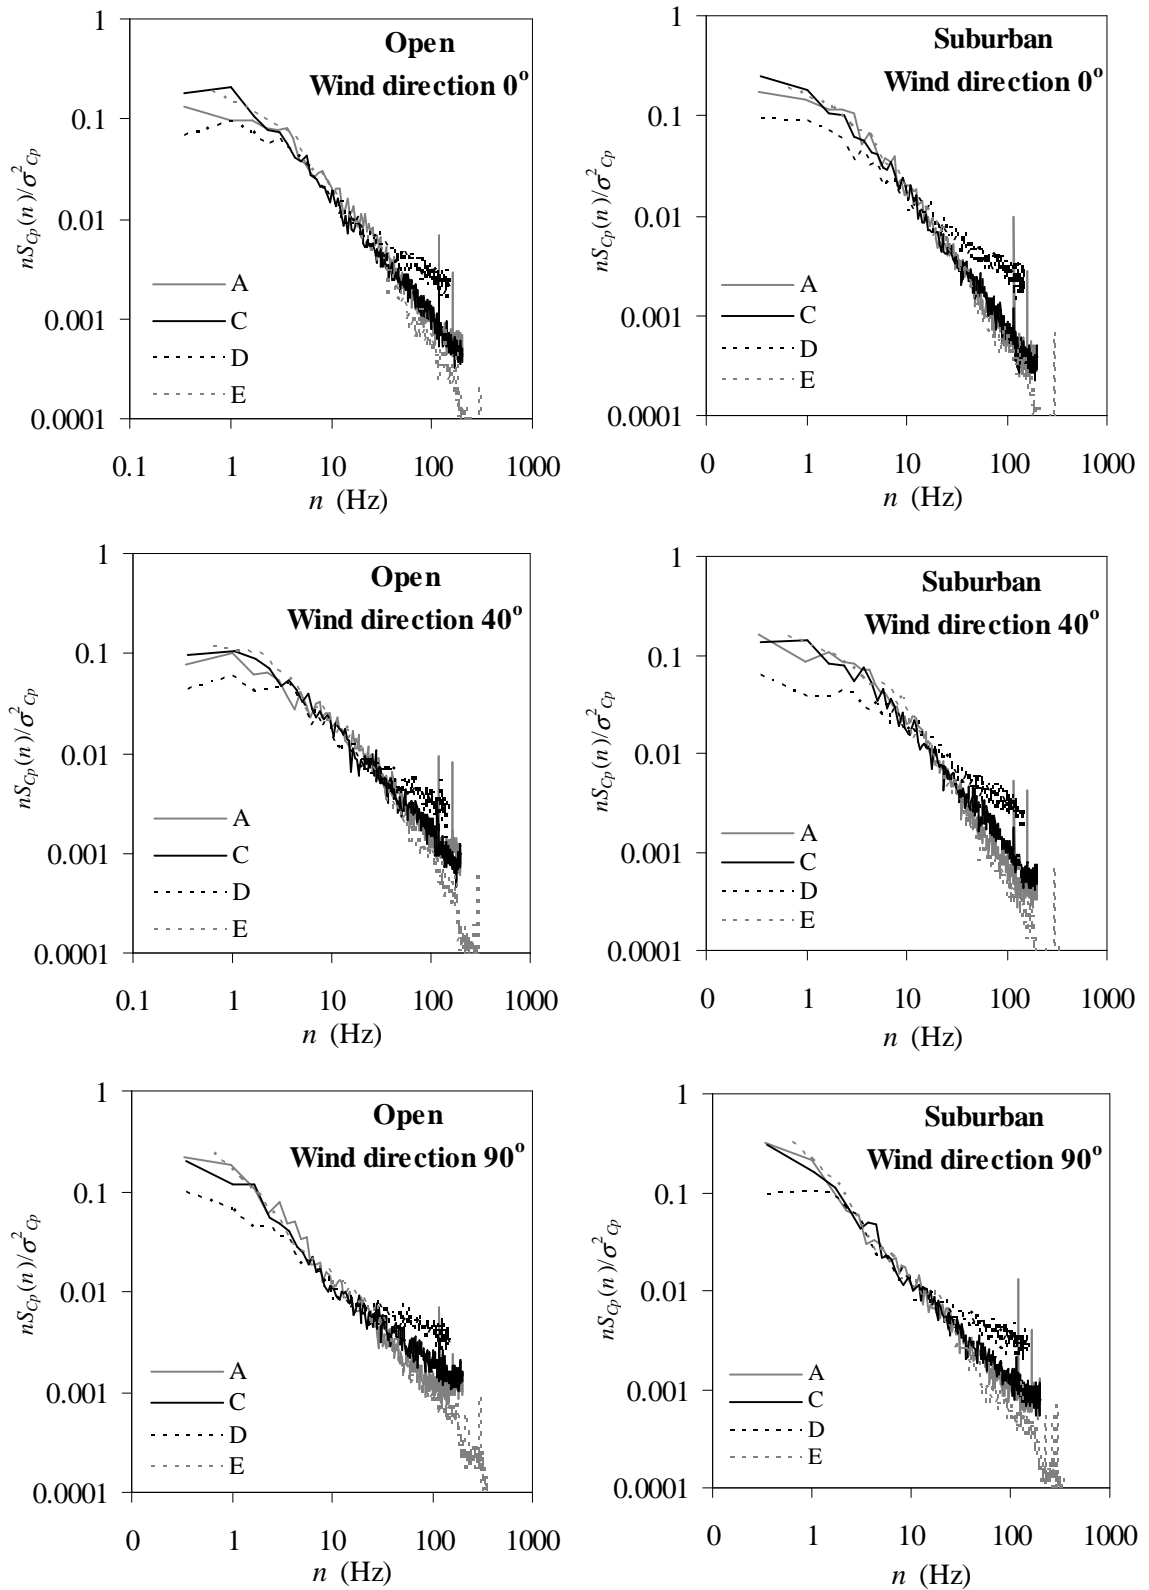 Open
Wind direction 0°
nS_Cp(n)/σ²_Cp
1
0.1
0.01
0.001
0.0001
A
C
D
E
0.1 1 10 100 1000
n (Hz)
Suburban
Wind direction 0°
nS_Cp(n)/σ²_Cp
1
0.1
0.01
0.001
0.0001
A
C
D
E
0 1 10 100 1000
n (Hz)
Open
Wind direction 40°
nS_Cp(n)/σ²_Cp
1
0.1
0.01
0.001
0.0001
A
C
D
E
0.1 1 10 100 1000
n (Hz)
Suburban
Wind direction 40°
nS_Cp(n)/σ²_Cp
1
0.1
0.01
0.001
0.0001
A
C
D
E
0 1 10 100 1000
n (Hz)
Open
Wind direction 90°
nS_Cp(n)/σ²_Cp
1
0.1
0.01
0.001
0.0001
A
C
D
E
0 1 10 100 1000
n (Hz)
Suburban
Wind direction 90°
nS_Cp(n)/σ²_Cp
1
0.1
0.01
0.001
0.0001
A
C
D
E
0 1 10 100 1000
n (Hz)